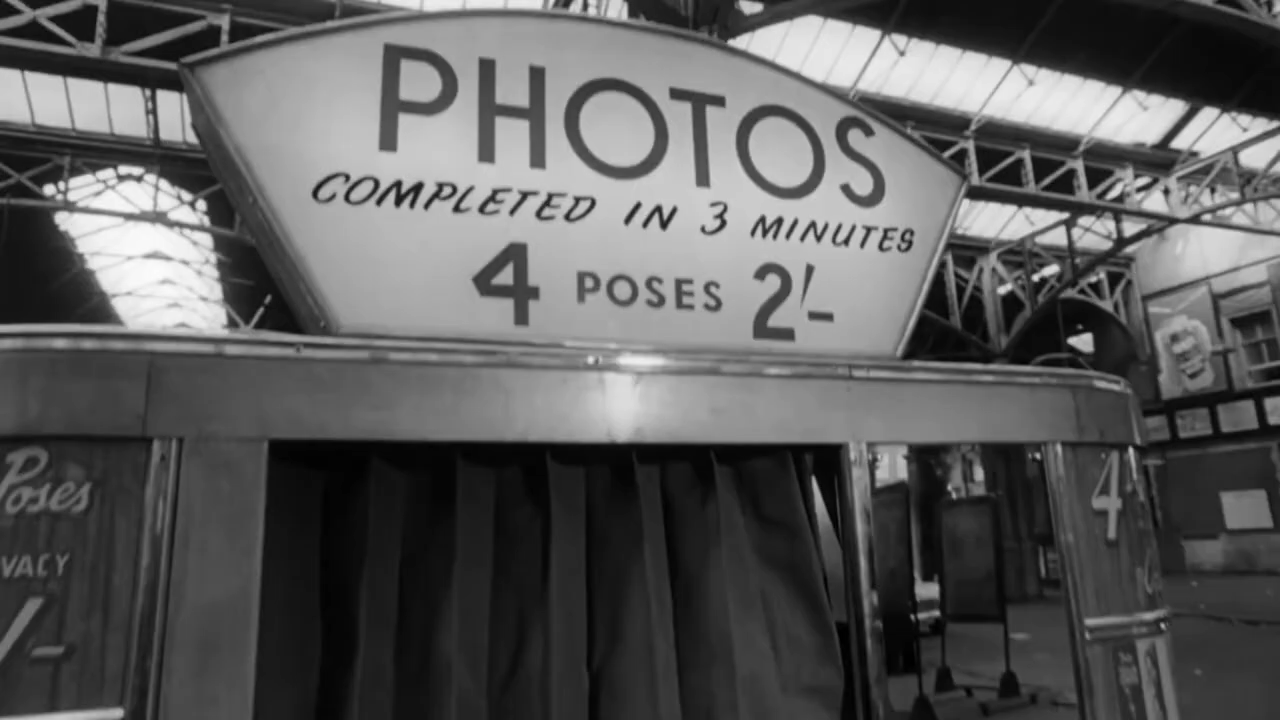 PHOTOS
COMPLETED IN 3 MINUTES
4 POSES 2/-
Poses
VACY
/-
4